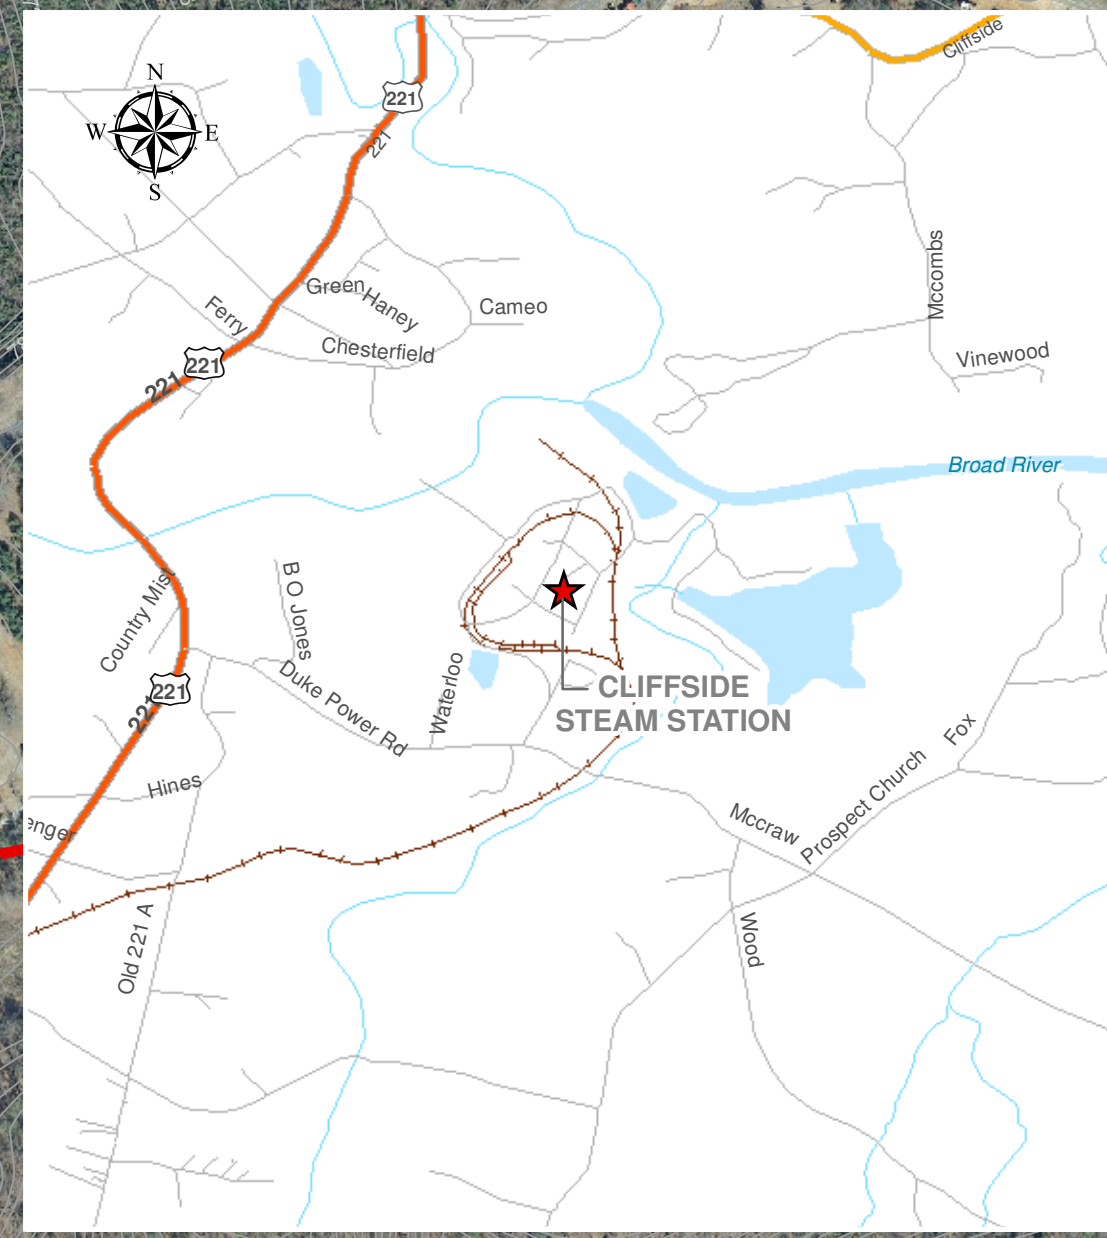 Cliffside
N
W
E
S
221
221
Mccombs
Green
Haney
Cameo
Ferry
Chesterfield
Vinewood
221
221
Broad River
B O Jones
Country Mist
Waterloo
Duke Power Rd
221
221
CLIFFSIDE
STEAM STATION
Fox
Prospect Church
Hines
Mccraw
enger
Old 221 A
Wood